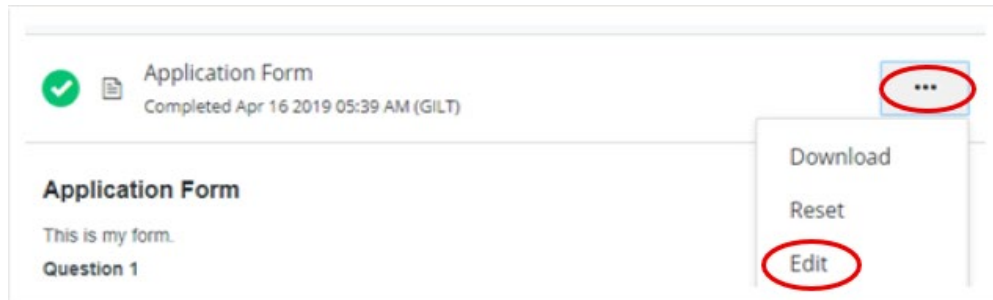 Application Form
•••
Completed Apr 16 2019 05:39 AM (GILT)
Download
Application Form
Reset
This is my form.
Edit
Question 1